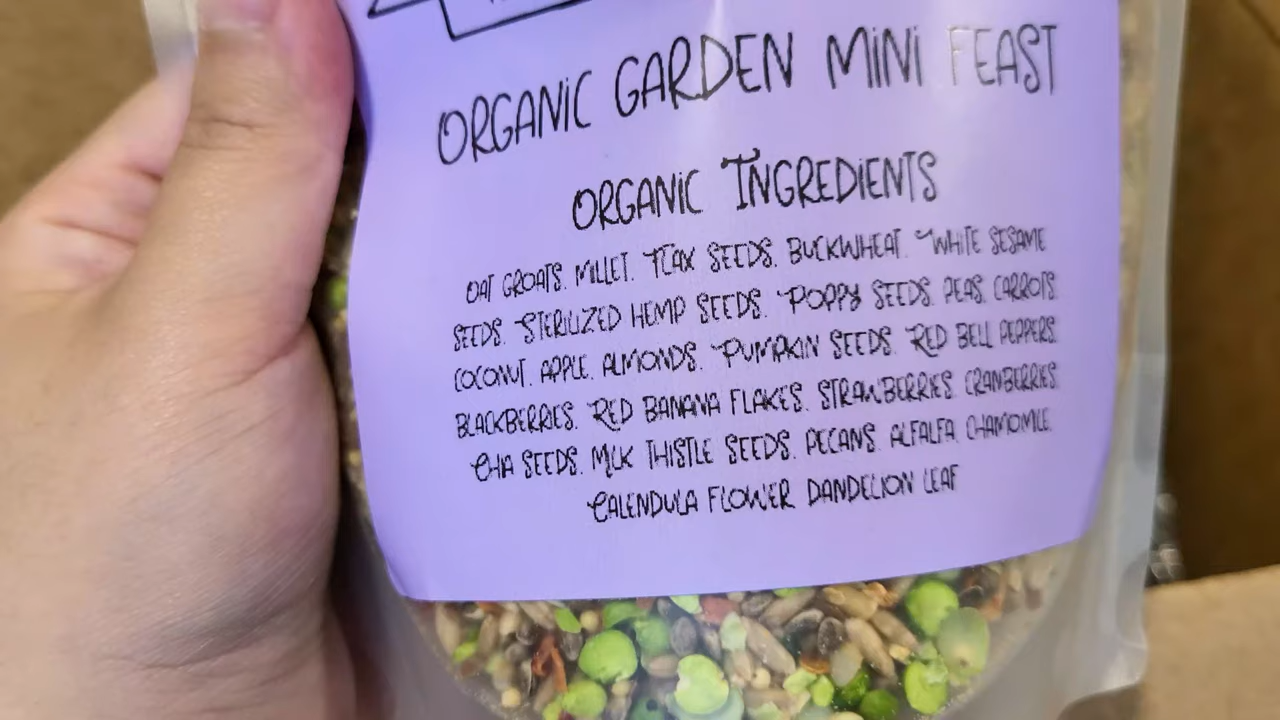 ORGANIC GARDEN MINI FEAST
ORGANIC INGREDIENTS
OAT GROATS. MILLET. FLAX SEEDS. BUCKWHEAT. WHITE SESAME
SEEDS. STERILIZED HEMP SEEDS. POPPY SEEDS. PEAS. CARROTS.
COCONUT. APPLE. ALMONDS. PUMPKIN SEEDS. RED BELL PEPPERS.
BLACKBERRIES. RED BANANA FLAKES. STRAWBERRIES. CRANBERRIES.
CHIA SEEDS. MILK THISTLE SEEDS. PECANS. ALFALFA. CHAMOMILE.
CALENDULA FLOWER DANDELION LEAF